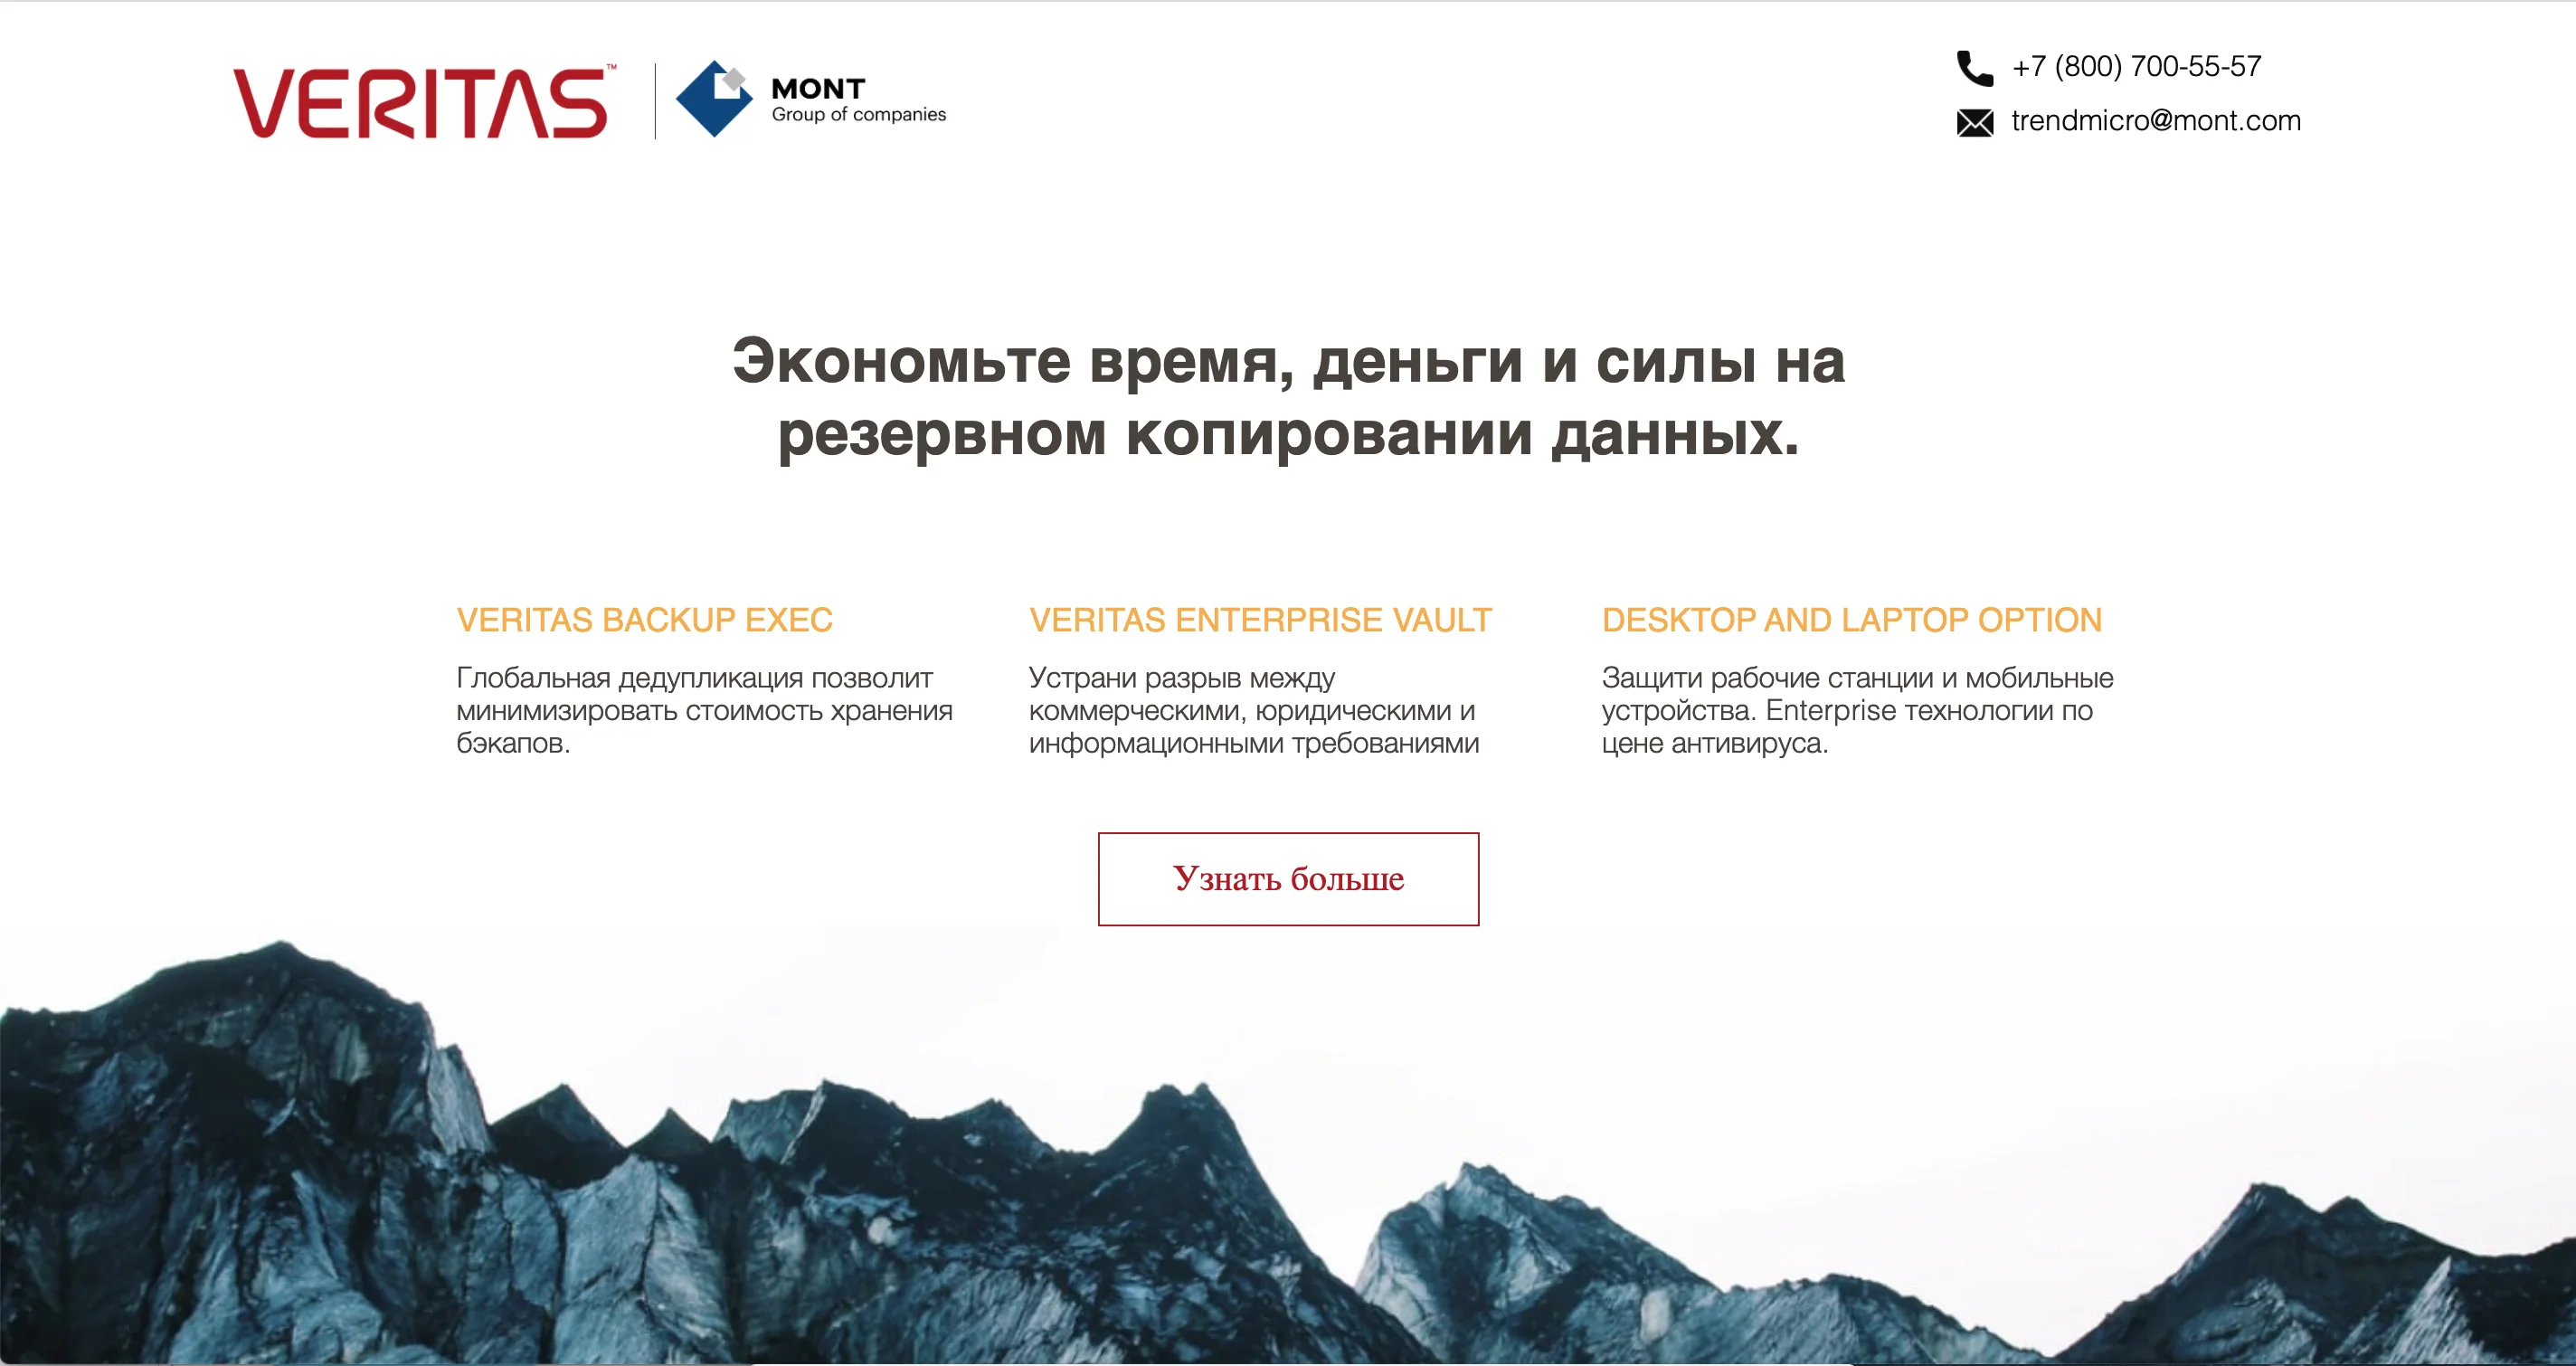 VERITAS™
MONT
Group of companies
+7 (800) 700-55-57
trendmicro@mont.com
Экономьте время, деньги и силы на
резервном копировании данных.
VERITAS BACKUP EXEC
Глобальная дедупликация позволит
минимизировать стоимость хранения
бэкапов.
VERITAS ENTERPRISE VAULT
Устрани разрыв между
коммерческими, юридическими и
информационными требованиями
DESKTOP AND LAPTOP OPTION
Защити рабочие станции и мобильные
устройства. Enterprise технологии по
цене антивируса.
Узнать больше